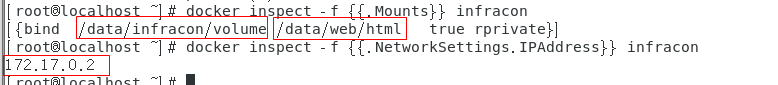 [root@localhost ~]# docker inspect -f {{.Mounts}} infracon
[{bind  /data/infracon/volume /data/web/html   true rprivate}]
[root@localhost ~]# docker inspect -f {{.NetworkSettings.IPAddress}} infracon
172.17.0.2
[root@localhost ~]#